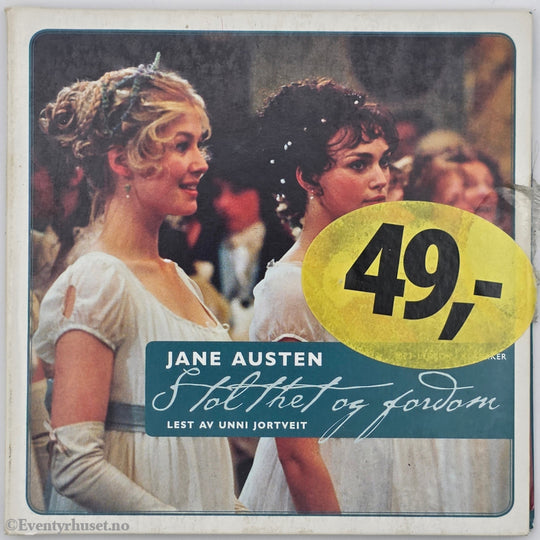 49,-
JANE AUSTEN
Stolthet og fordom
LEST AV UNNI JORTVEIT
©Eventyrhuset.no